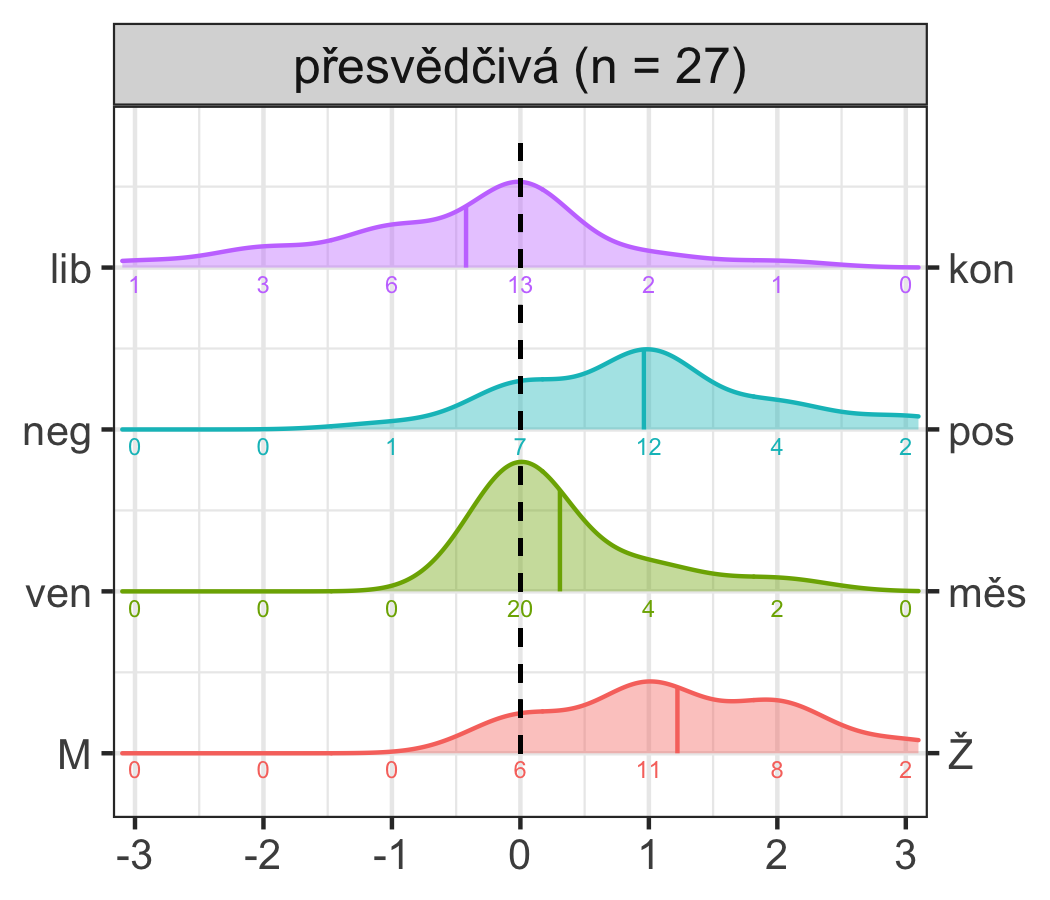 přesvědčivá (n = 27)
lib kon
1 3 6 13 2 1 0
neg pos
0 0 1 7 12 4 2
ven měs
0 0 0 20 4 2 0
M Ž
0 0 0 6 11 8 2
-3 -2 -1 0 1 2 3